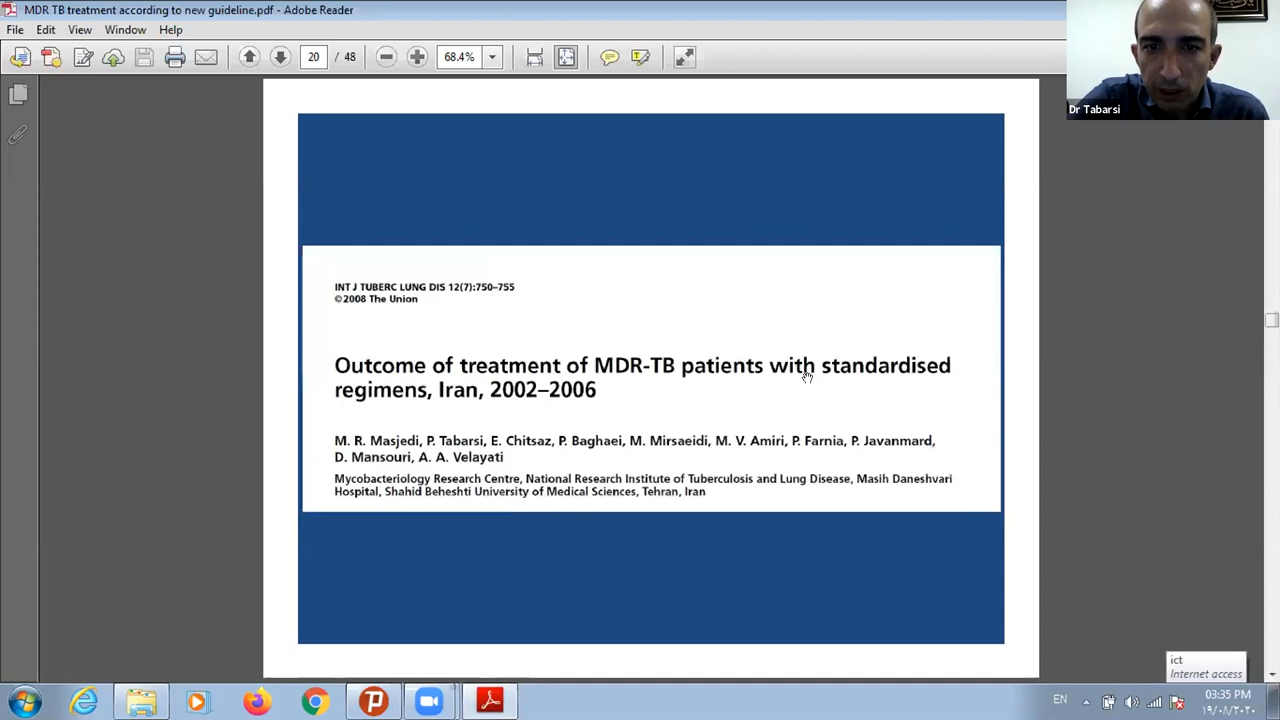 MDR TB treatment according to new guideline.pdf - Adobe Reader
File Edit View Window Help
20 / 48 68.4%
Dr Tabarsi
INT J TUBERC LUNG DIS 12(7):750–755
©2008 The Union
Outcome of treatment of MDR-TB patients with standardised
regimens, Iran, 2002–2006
M. R. Masjedi, P. Tabarsi, E. Chitsaz, P. Baghaei, M. Mirsaeidi, M. V. Amiri, P. Farnia, P. Javanmard,
D. Mansouri, A. A. Velayati
Mycobacteriology Research Centre, National Research Institute of Tuberculosis and Lung Disease, Masih Daneshvari
Hospital, Shahid Beheshti University of Medical Sciences, Tehran, Iran
ict
Internet access
EN
03:35 PM
١٩/٠٨/٢٠٢٠